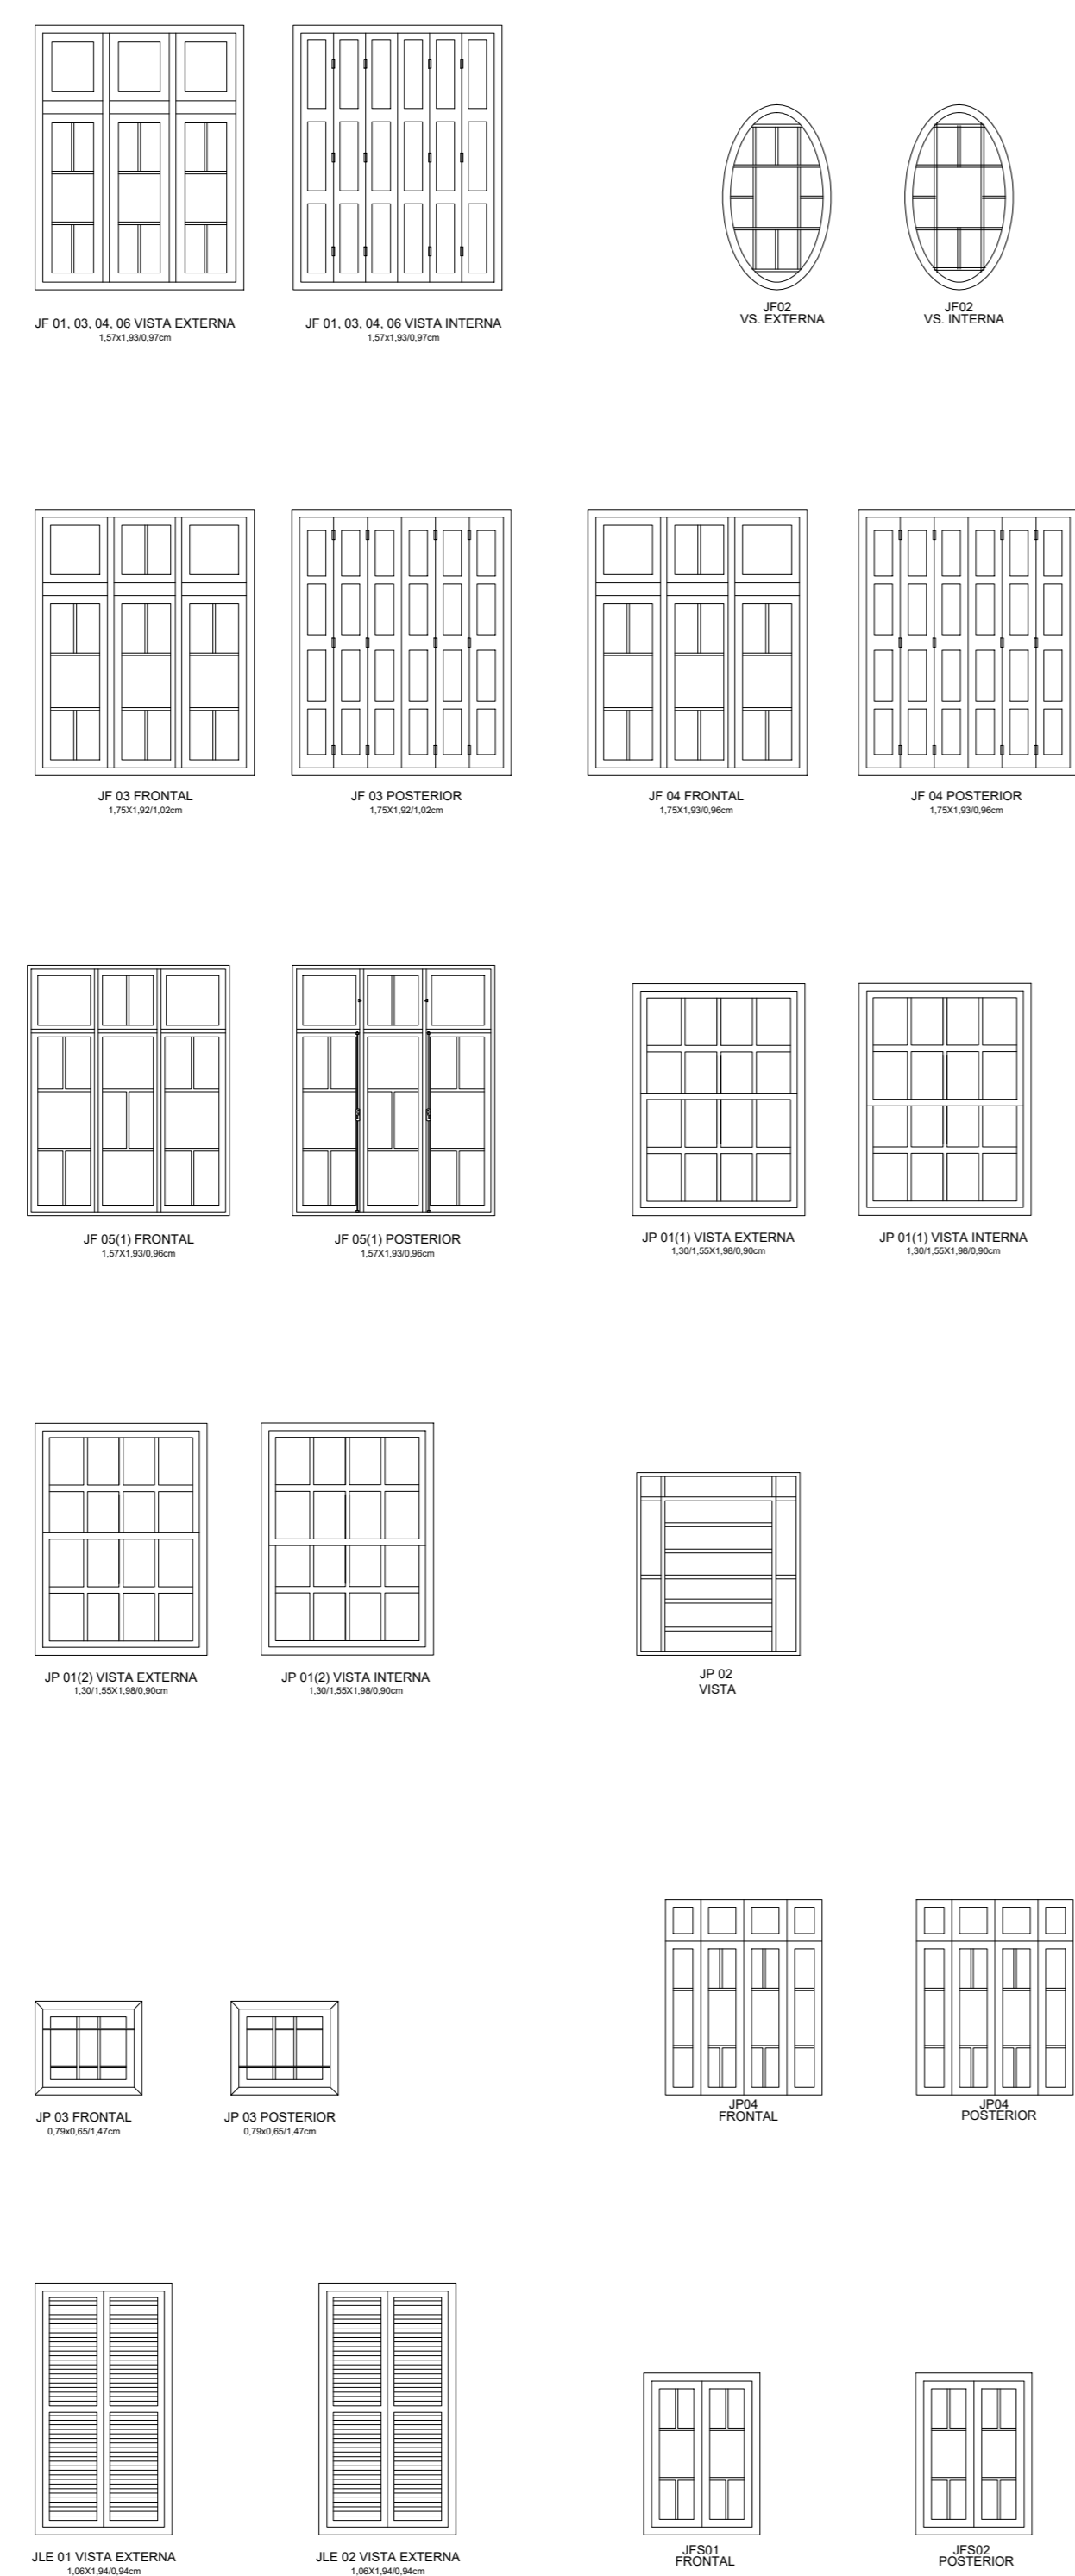 JF 01, 03, 04, 06 VISTA EXTERNA
1,57x1,93/0,97cm
JF 01, 03, 04, 06 VISTA INTERNA
1,57x1,93/0,97cm
JF02
VS. EXTERNA
JF02
VS. INTERNA
JF 03 FRONTAL
1,75X1,92/1,02cm
JF 03 POSTERIOR
1,75X1,92/1,02cm
JF 04 FRONTAL
1,75X1,93/0,96cm
JF 04 POSTERIOR
1,75X1,93/0,96cm
JF 05(1) FRONTAL
1,57X1,93/0,96cm
JF 05(1) POSTERIOR
1,57X1,93/0,96cm
JP 01(1) VISTA EXTERNA
1,30/1,55X1,98/0,90cm
JP 01(1) VISTA INTERNA
1,30/1,55X1,98/0,90cm
JP 01(2) VISTA EXTERNA
1,30/1,55X1,98/0,90cm
JP 01(2) VISTA INTERNA
1,30/1,55X1,98/0,90cm
JP 02
VISTA
JP 03 FRONTAL
0,79x0,65/1,47cm
JP 03 POSTERIOR
0,79x0,65/1,47cm
JP04
FRONTAL
JP04
POSTERIOR
JLE 01 VISTA EXTERNA
1,06X1,94/0,94cm
JLE 02 VISTA EXTERNA
1,06X1,94/0,94cm
JFS01
FRONTAL
JFS02
POSTERIOR